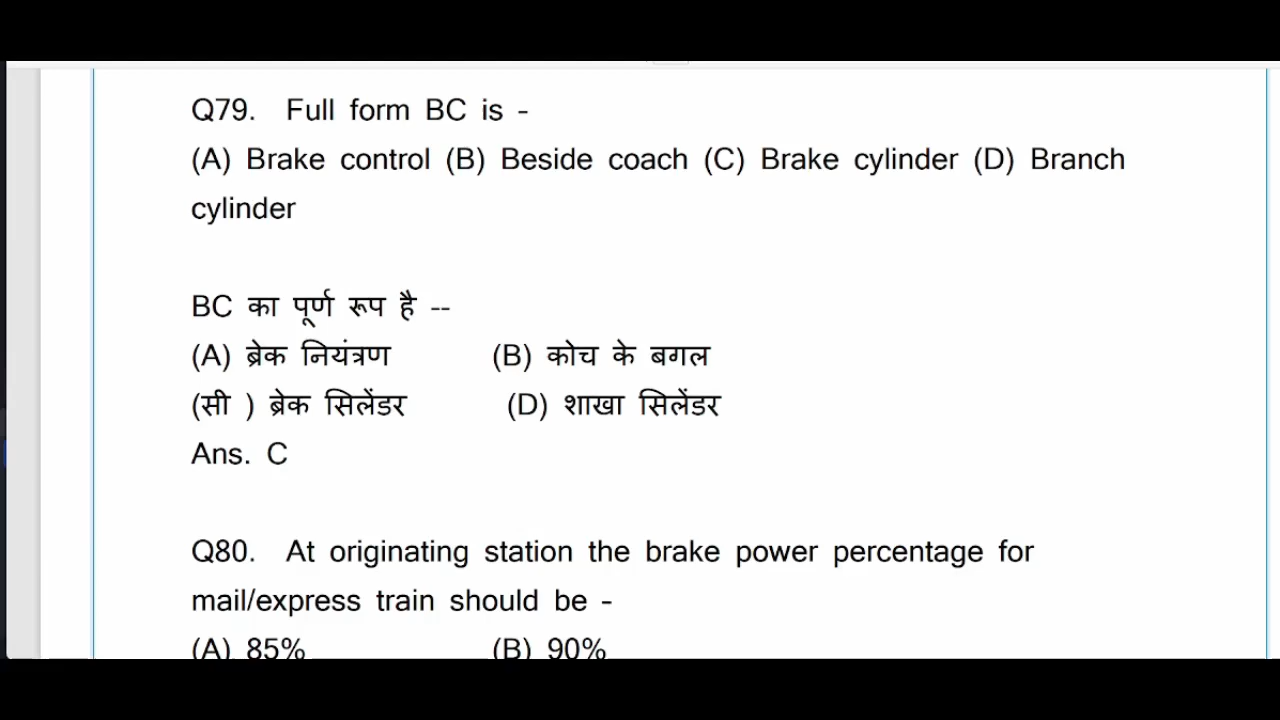 Q79. Full form BC is -
(A) Brake control (B) Beside coach (C) Brake cylinder (D) Branch
cylinder
BC का पूर्ण रूप है --
(A) ब्रेक नियंत्रण (B) कोच के बगल
(सी ) ब्रेक सिलेंडर (D) शाखा सिलेंडर
Ans. C
Q80. At originating station the brake power percentage for
mail/express train should be -
(A) 85% (B) 90%